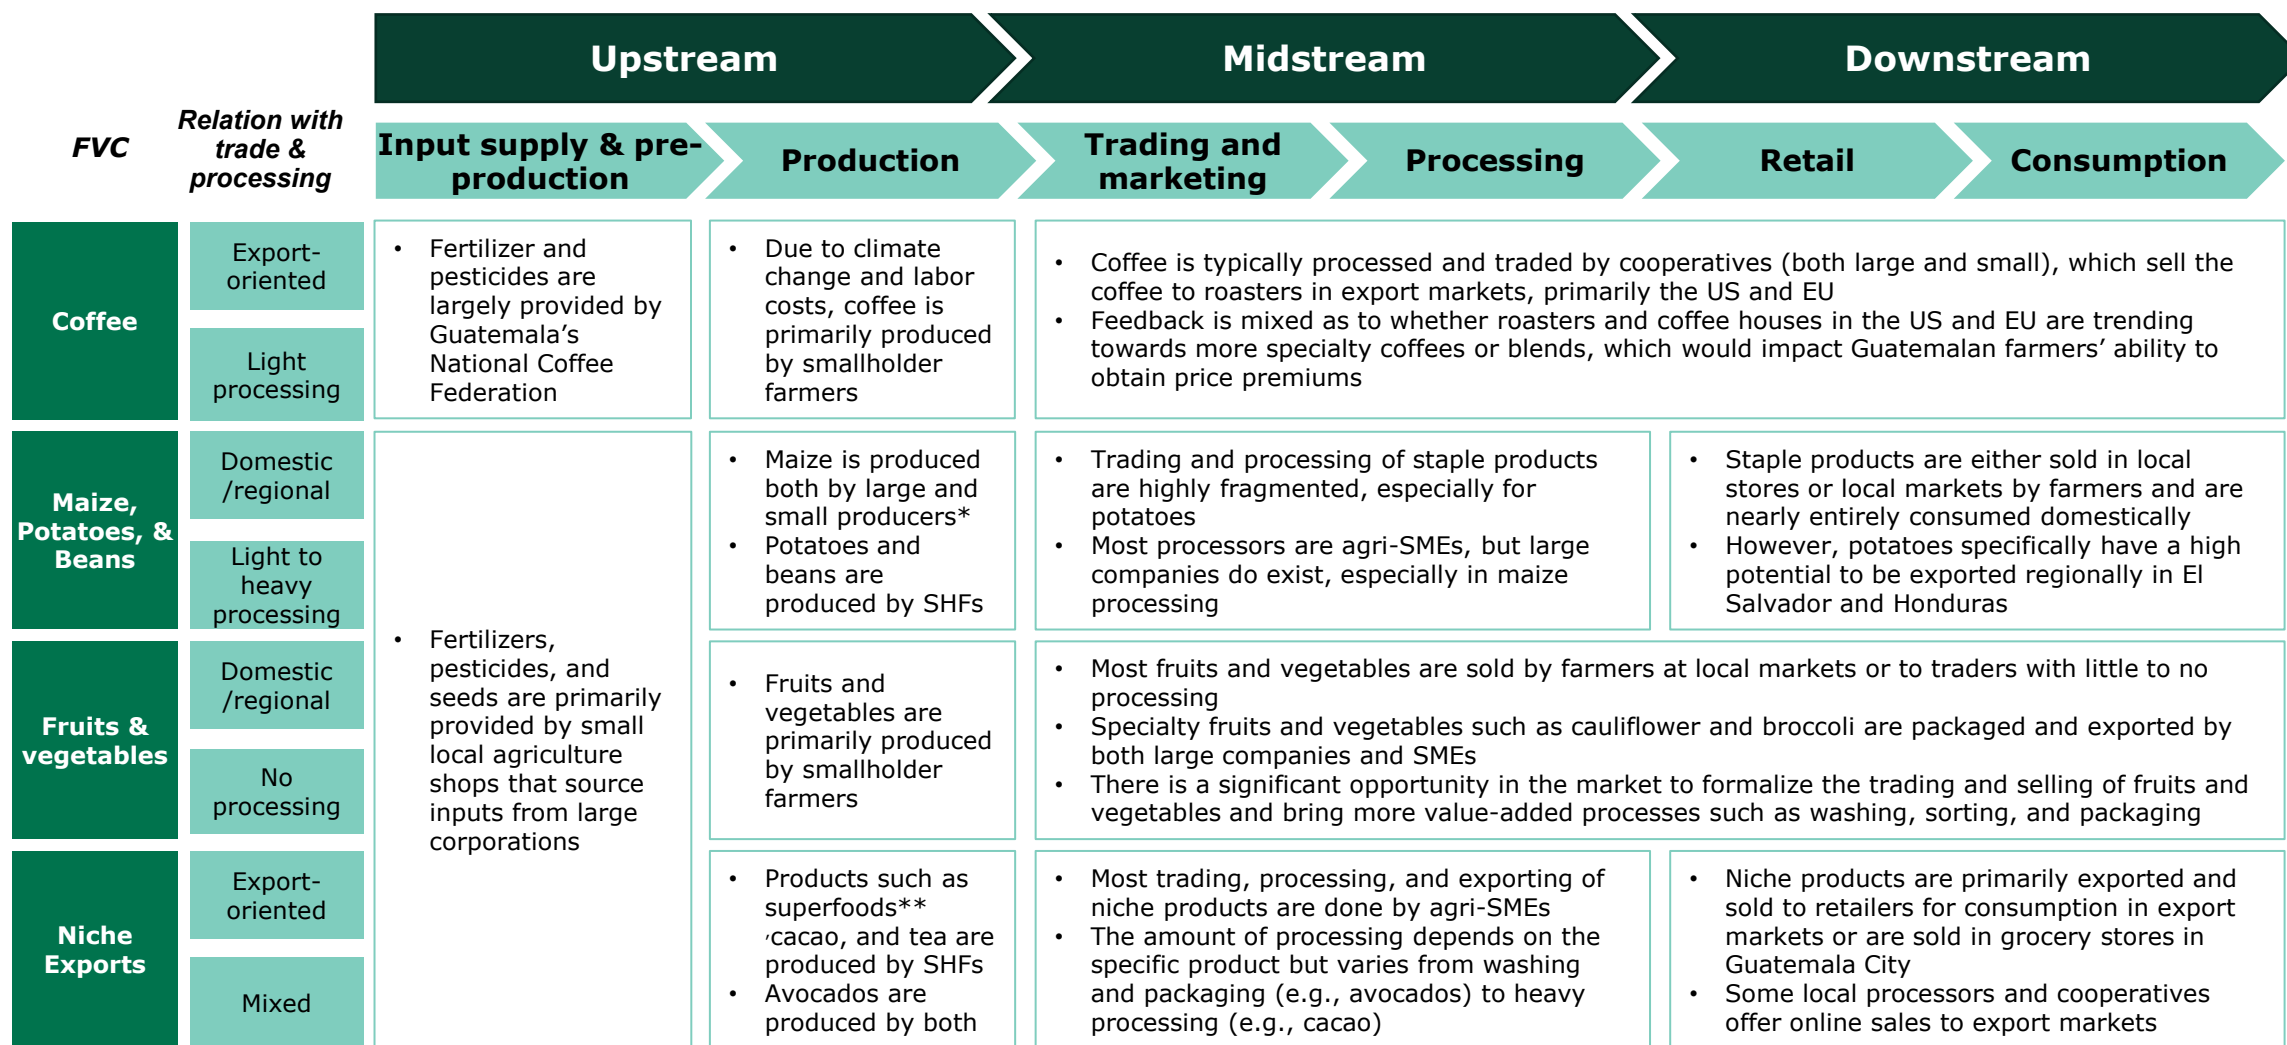 Upstream
Midstream
Downstream
FVC
Relation with
trade &
processing
Input supply & pre-
production
Production
Trading and
marketing
Processing
Retail
Consumption
Coffee
Export-
oriented
Light
processing
• Fertilizer and
pesticides are
largely provided by
Guatemala’s
National Coffee
Federation
• Due to climate
change and labor
costs, coffee is
primarily produced
by smallholder
farmers
• Coffee is typically processed and traded by cooperatives (both large and small), which sell the
coffee to roasters in export markets, primarily the US and EU
• Feedback is mixed as to whether roasters and coffee houses in the US and EU are trending
towards more specialty coffees or blends, which would impact Guatemalan farmers’ ability to
obtain price premiums
Maize,
Potatoes, &
Beans
Domestic
/regional
Light to
heavy
processing
• Fertilizers,
pesticides, and
seeds are primarily
provided by small
local agriculture
shops that source
inputs from large
corporations
• Maize is produced
both by large and
small producers*
• Potatoes and
beans are
produced by SHFs
• Trading and processing of staple products
are highly fragmented, especially for
potatoes
• Most processors are agri-SMEs, but large
companies do exist, especially in maize
processing
• Staple products are either sold in local
stores or local markets by farmers and are
nearly entirely consumed domestically
• However, potatoes specifically have a high
potential to be exported regionally in El
Salvador and Honduras
Fruits &
vegetables
Domestic
/regional
No
processing
• Fruits and
vegetables are
primarily produced
by smallholder
farmers
• Most fruits and vegetables are sold by farmers at local markets or to traders with little to no
processing
• Specialty fruits and vegetables such as cauliflower and broccoli are packaged and exported by
both large companies and SMEs
• There is a significant opportunity in the market to formalize the trading and selling of fruits and
vegetables and bring more value-added processes such as washing, sorting, and packaging
Niche
Exports
Export-
oriented
Mixed
• Products such as
superfoods**
,cacao, and tea are
produced by SHFs
• Avocados are
produced by both
• Most trading, processing, and exporting of
niche products are done by agri-SMEs
• The amount of processing depends on the
specific product but varies from washing
and packaging (e.g., avocados) to heavy
processing (e.g., cacao)
• Niche products are primarily exported and
sold to retailers for consumption in export
markets or are sold in grocery stores in
Guatemala City
• Some local processors and cooperatives
offer online sales to export markets